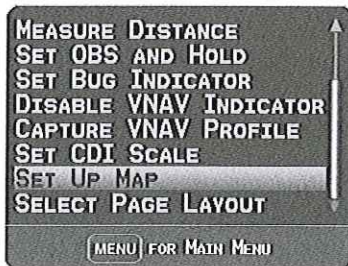 MEASURE DISTANCE
SET OBS AND HOLD
SET BUG INDICATOR
DISABLE VNAV INDICATOR
CAPTURE VNAV PROFILE
SET CDI SCALE
SET UP MAP
SELECT PAGE LAYOUT
MENU FOR MAIN MENU